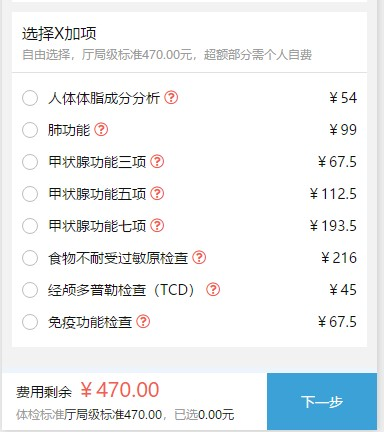 选择X加项
自由选择，厅局级标准470.00元，超额部分需个人自费
人体体脂成分分析 ? ￥54
肺功能 ? ￥99
甲状腺功能三项 ? ￥67.5
甲状腺功能五项 ? ￥112.5
甲状腺功能七项 ? ￥193.5
食物不耐受过敏原检查 ? ￥216
经颅多普勒检查（TCD） ? ￥45
免疫功能检查 ? ￥67.5
费用剩余 ￥470.00
体检标准厅局级标准470.00，已选0.00元
下一步